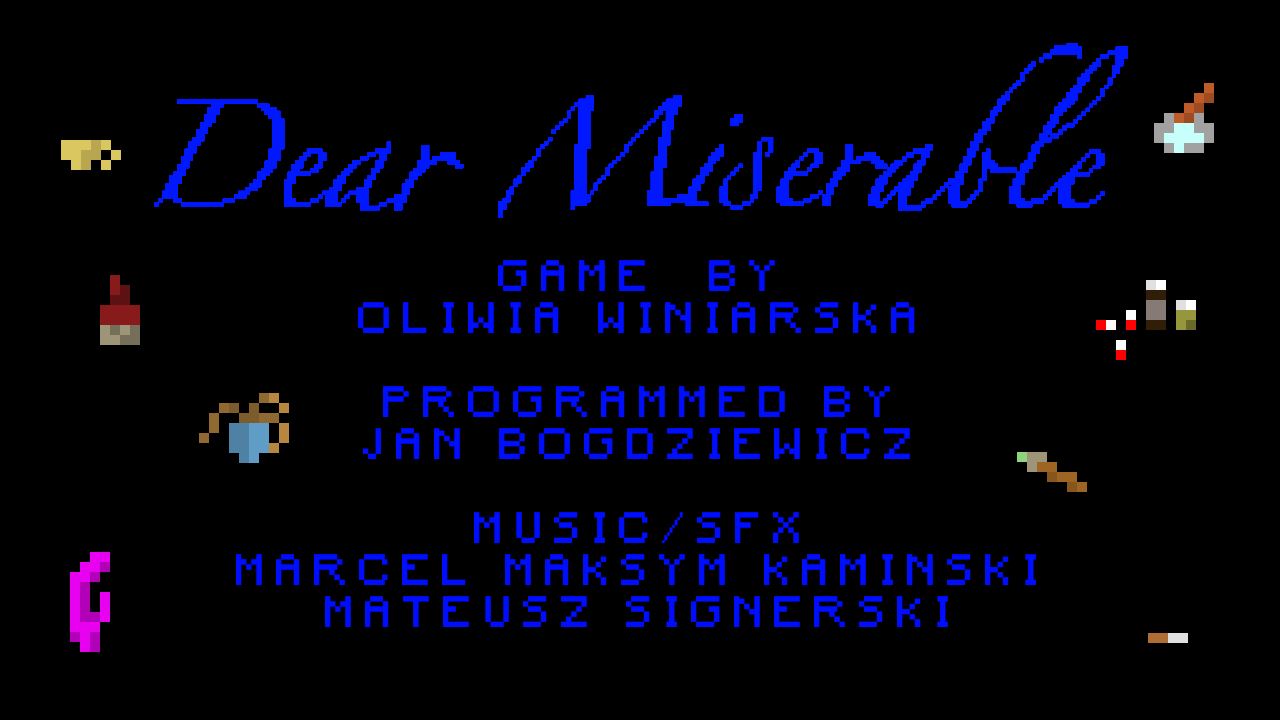 Dear Miserable
GAME BY
OLIWIA WINIARSKA
PROGRAMMED BY
JAN BOGDZIEWICZ
MUSIC/SFX
MARCEL MAKSYM KAMINSKI
MATEUSZ SIGNERSKI